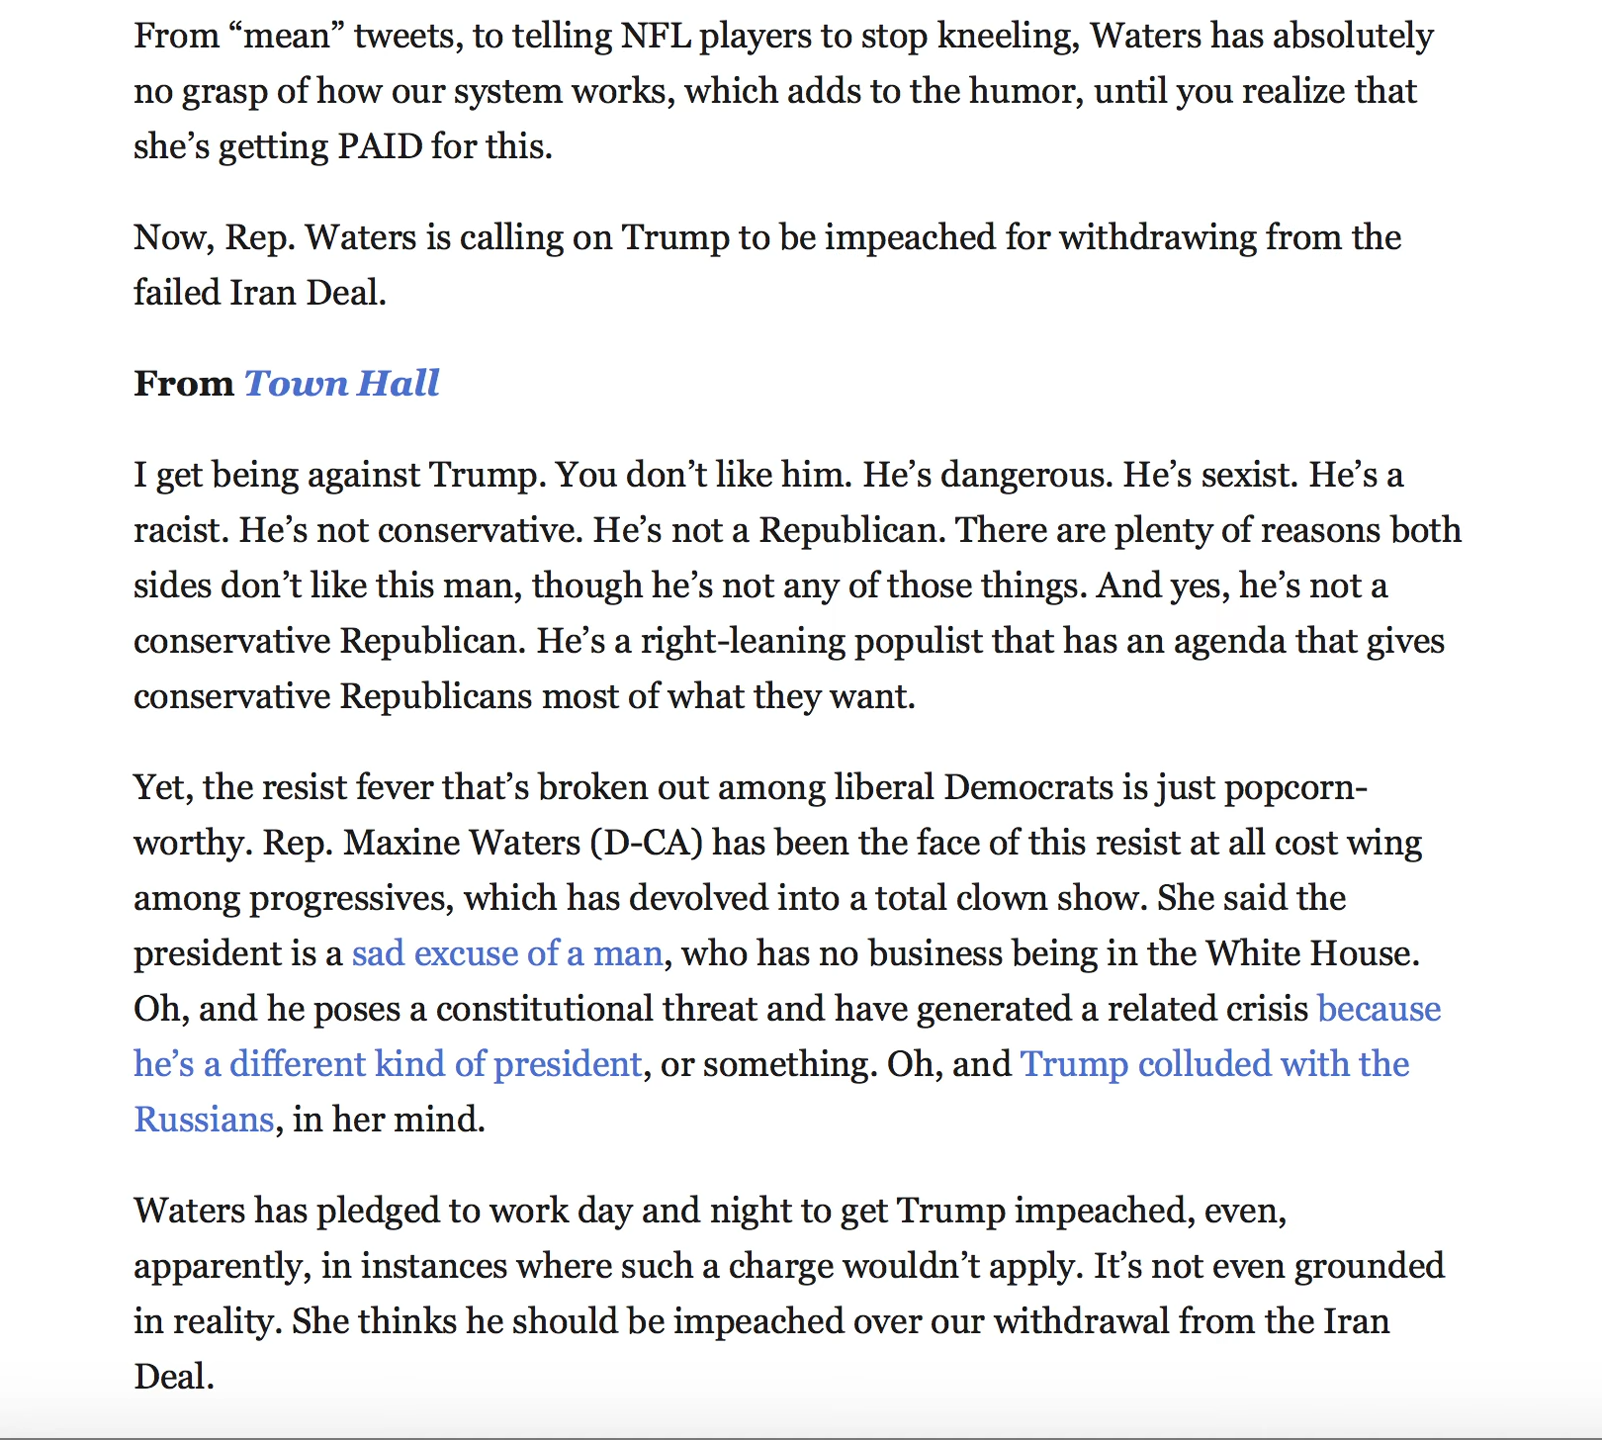 From “mean” tweets, to telling NFL players to stop kneeling, Waters has absolutely
no grasp of how our system works, which adds to the humor, until you realize that
she’s getting PAID for this.
Now, Rep. Waters is calling on Trump to be impeached for withdrawing from the
failed Iran Deal.
From Town Hall
I get being against Trump. You don’t like him. He’s dangerous. He’s sexist. He’s a
racist. He’s not conservative. He’s not a Republican. There are plenty of reasons both
sides don’t like this man, though he’s not any of those things. And yes, he’s not a
conservative Republican. He’s a right-leaning populist that has an agenda that gives
conservative Republicans most of what they want.
Yet, the resist fever that’s broken out among liberal Democrats is just popcorn-
worthy. Rep. Maxine Waters (D-CA) has been the face of this resist at all cost wing
among progressives, which has devolved into a total clown show. She said the
president is a sad excuse of a man, who has no business being in the White House.
Oh, and he poses a constitutional threat and have generated a related crisis because
he’s a different kind of president, or something. Oh, and Trump colluded with the
Russians, in her mind.
Waters has pledged to work day and night to get Trump impeached, even,
apparently, in instances where such a charge wouldn’t apply. It’s not even grounded
in reality. She thinks he should be impeached over our withdrawal from the Iran
Deal.